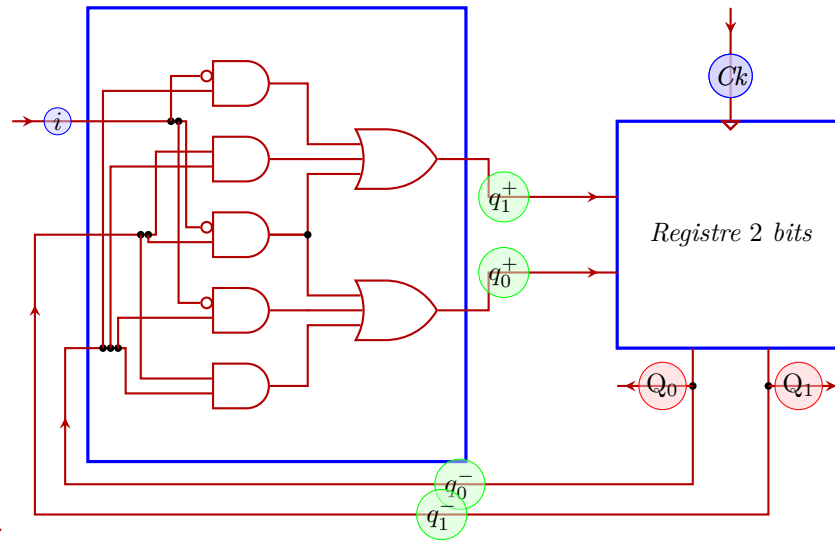 Ck
i
q₁⁺
Registre 2 bits
q₀⁺
Q₀
Q₁
q₀⁻
q₁⁻